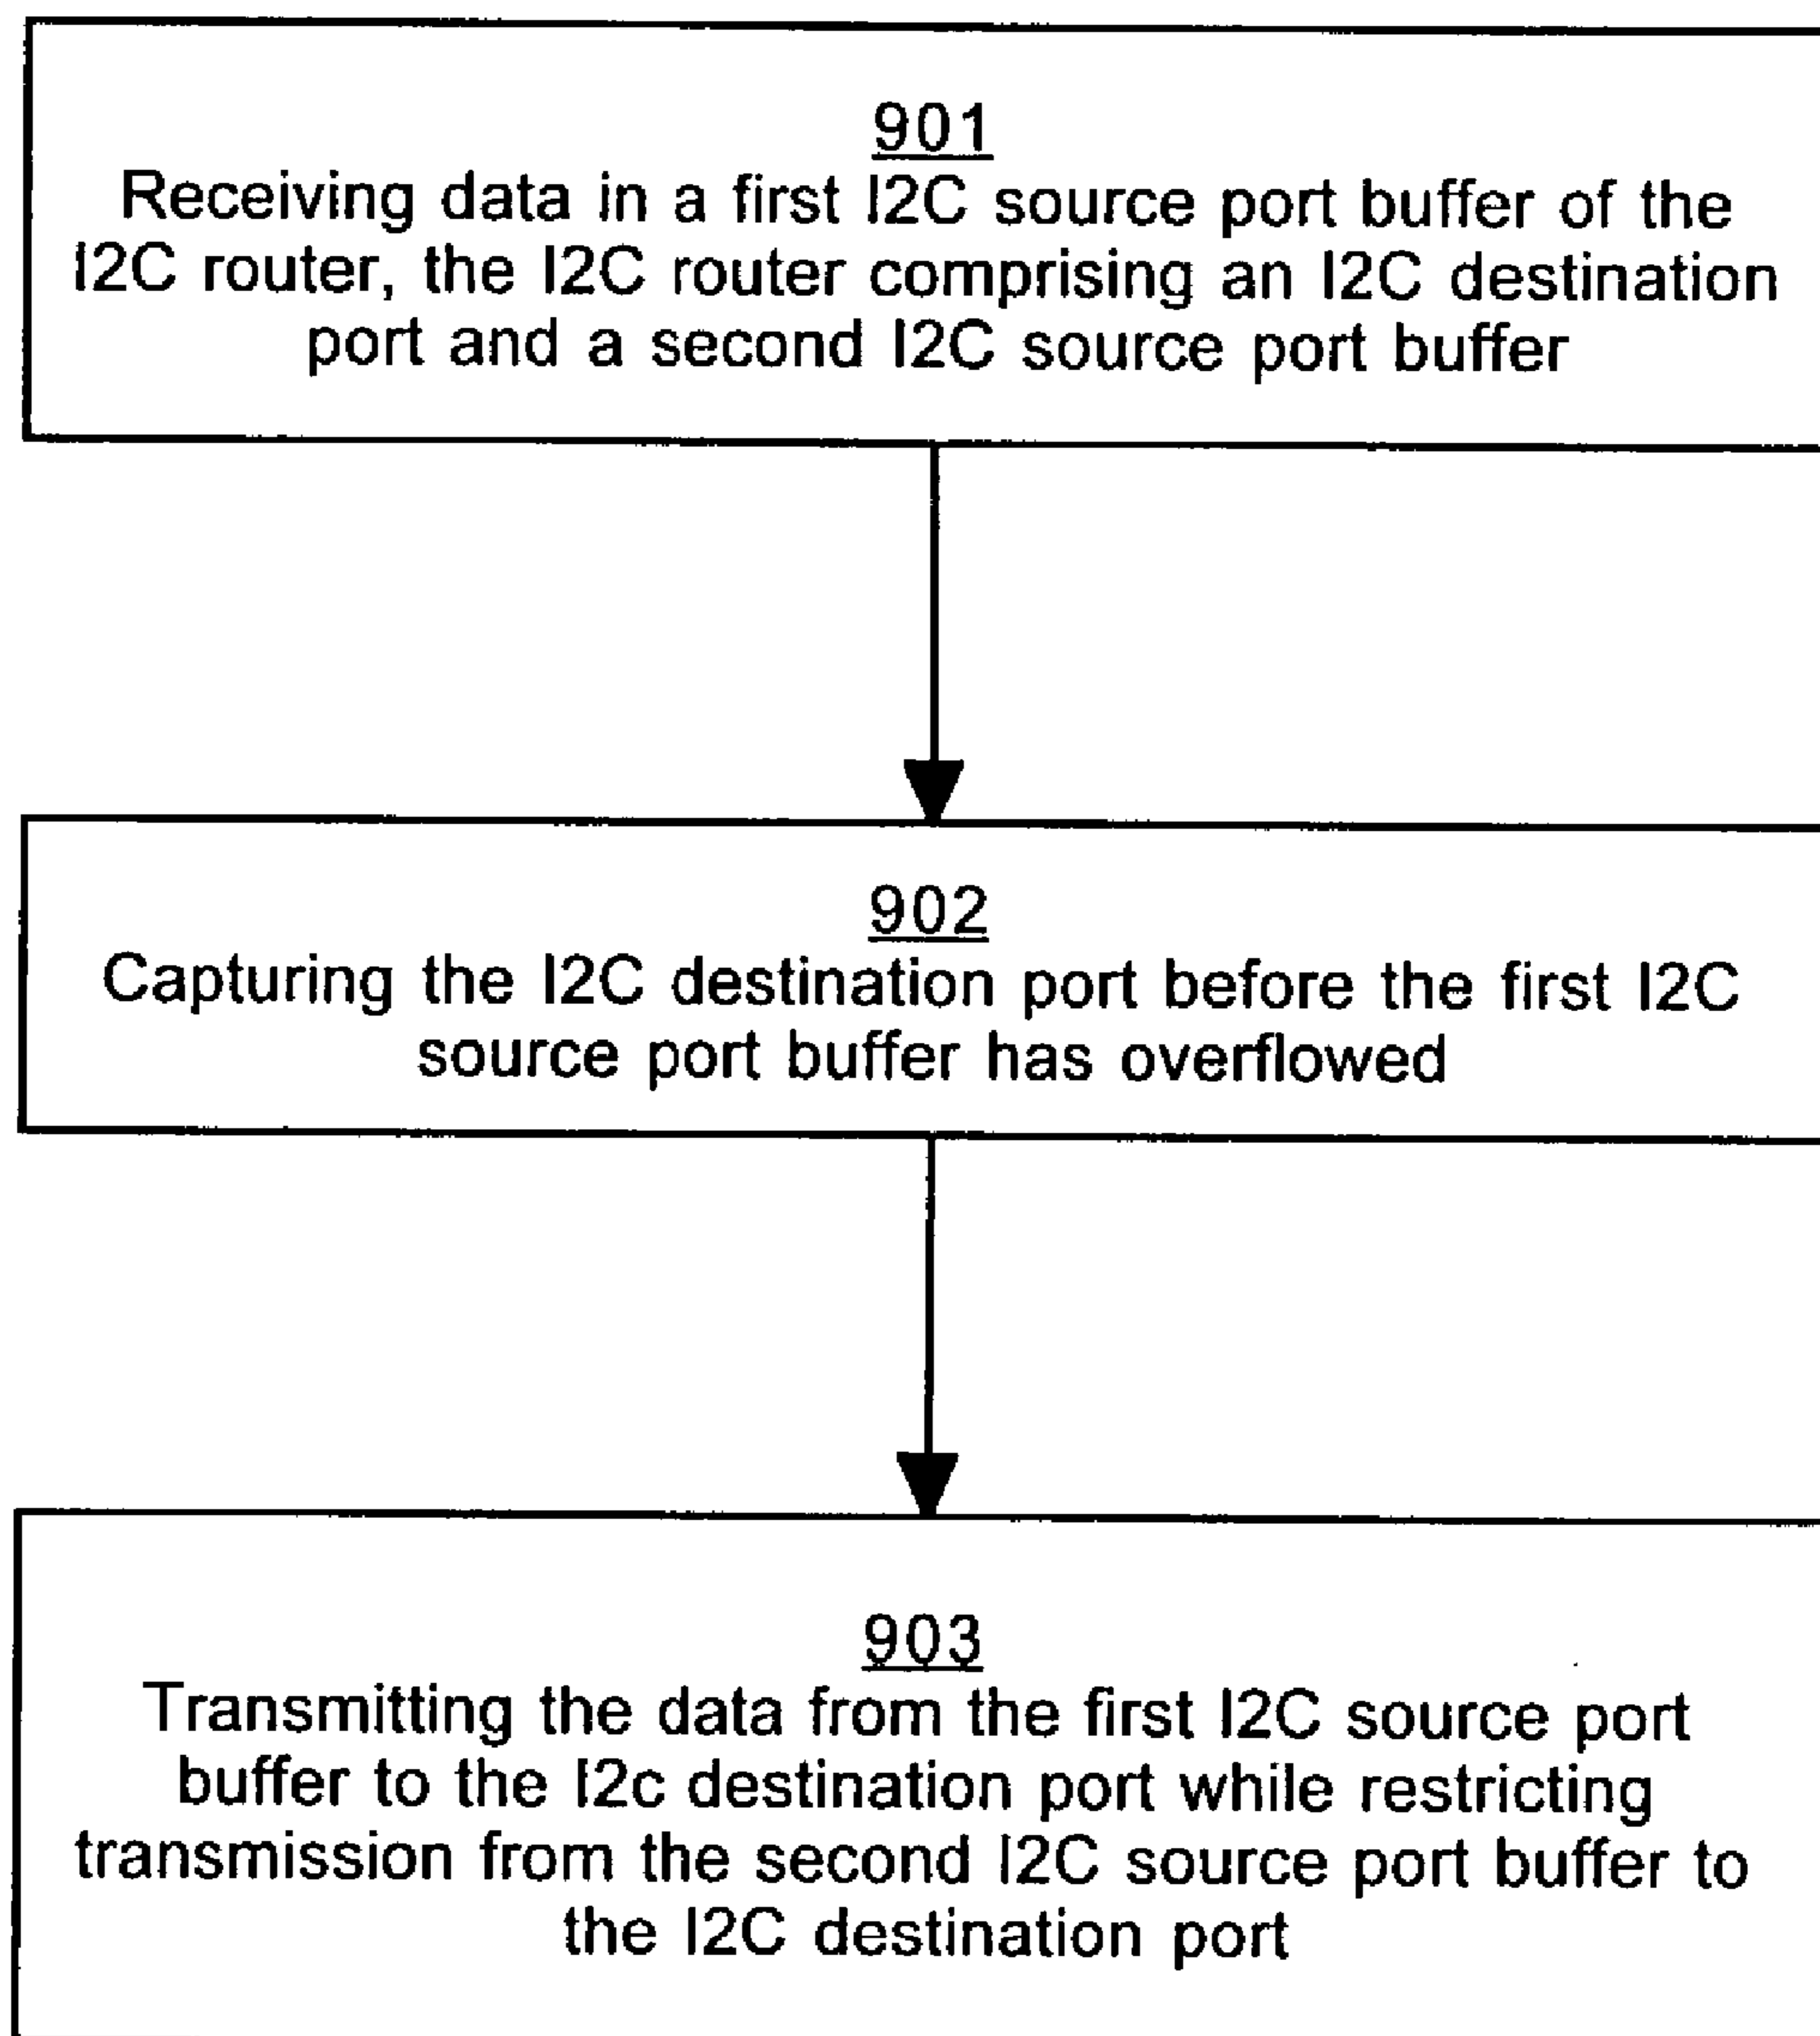 901
Receiving data in a first I2C source port buffer of the
I2C router, the I2C router comprising an I2C destination
port and a second I2C source port buffer
902
Capturing the I2C destination port before the first I2C
source port buffer has overflowed
903
Transmitting the data from the first I2C source port
buffer to the I2c destination port while restricting
transmission from the second I2C source port buffer to
the I2C destination port